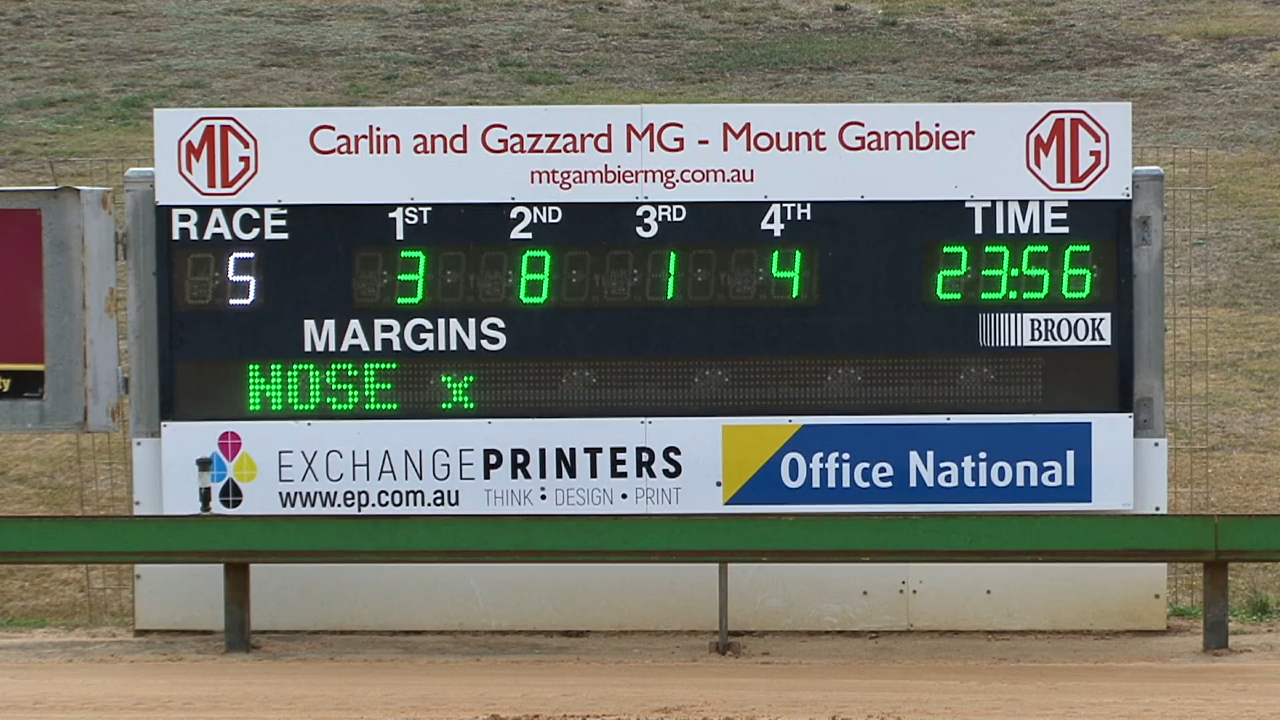 MG Carlin and Gazzard MG - Mount Gambier MG
mtgambiermg.com.au
RACE 1ST 2ND 3RD 4TH TIME
5 3 8 1 4 23:56
MARGINS BROOK
NOSE x
EXCHANGEPRINTERS
www.ep.com.au THINK : DESIGN • PRINT
Office National